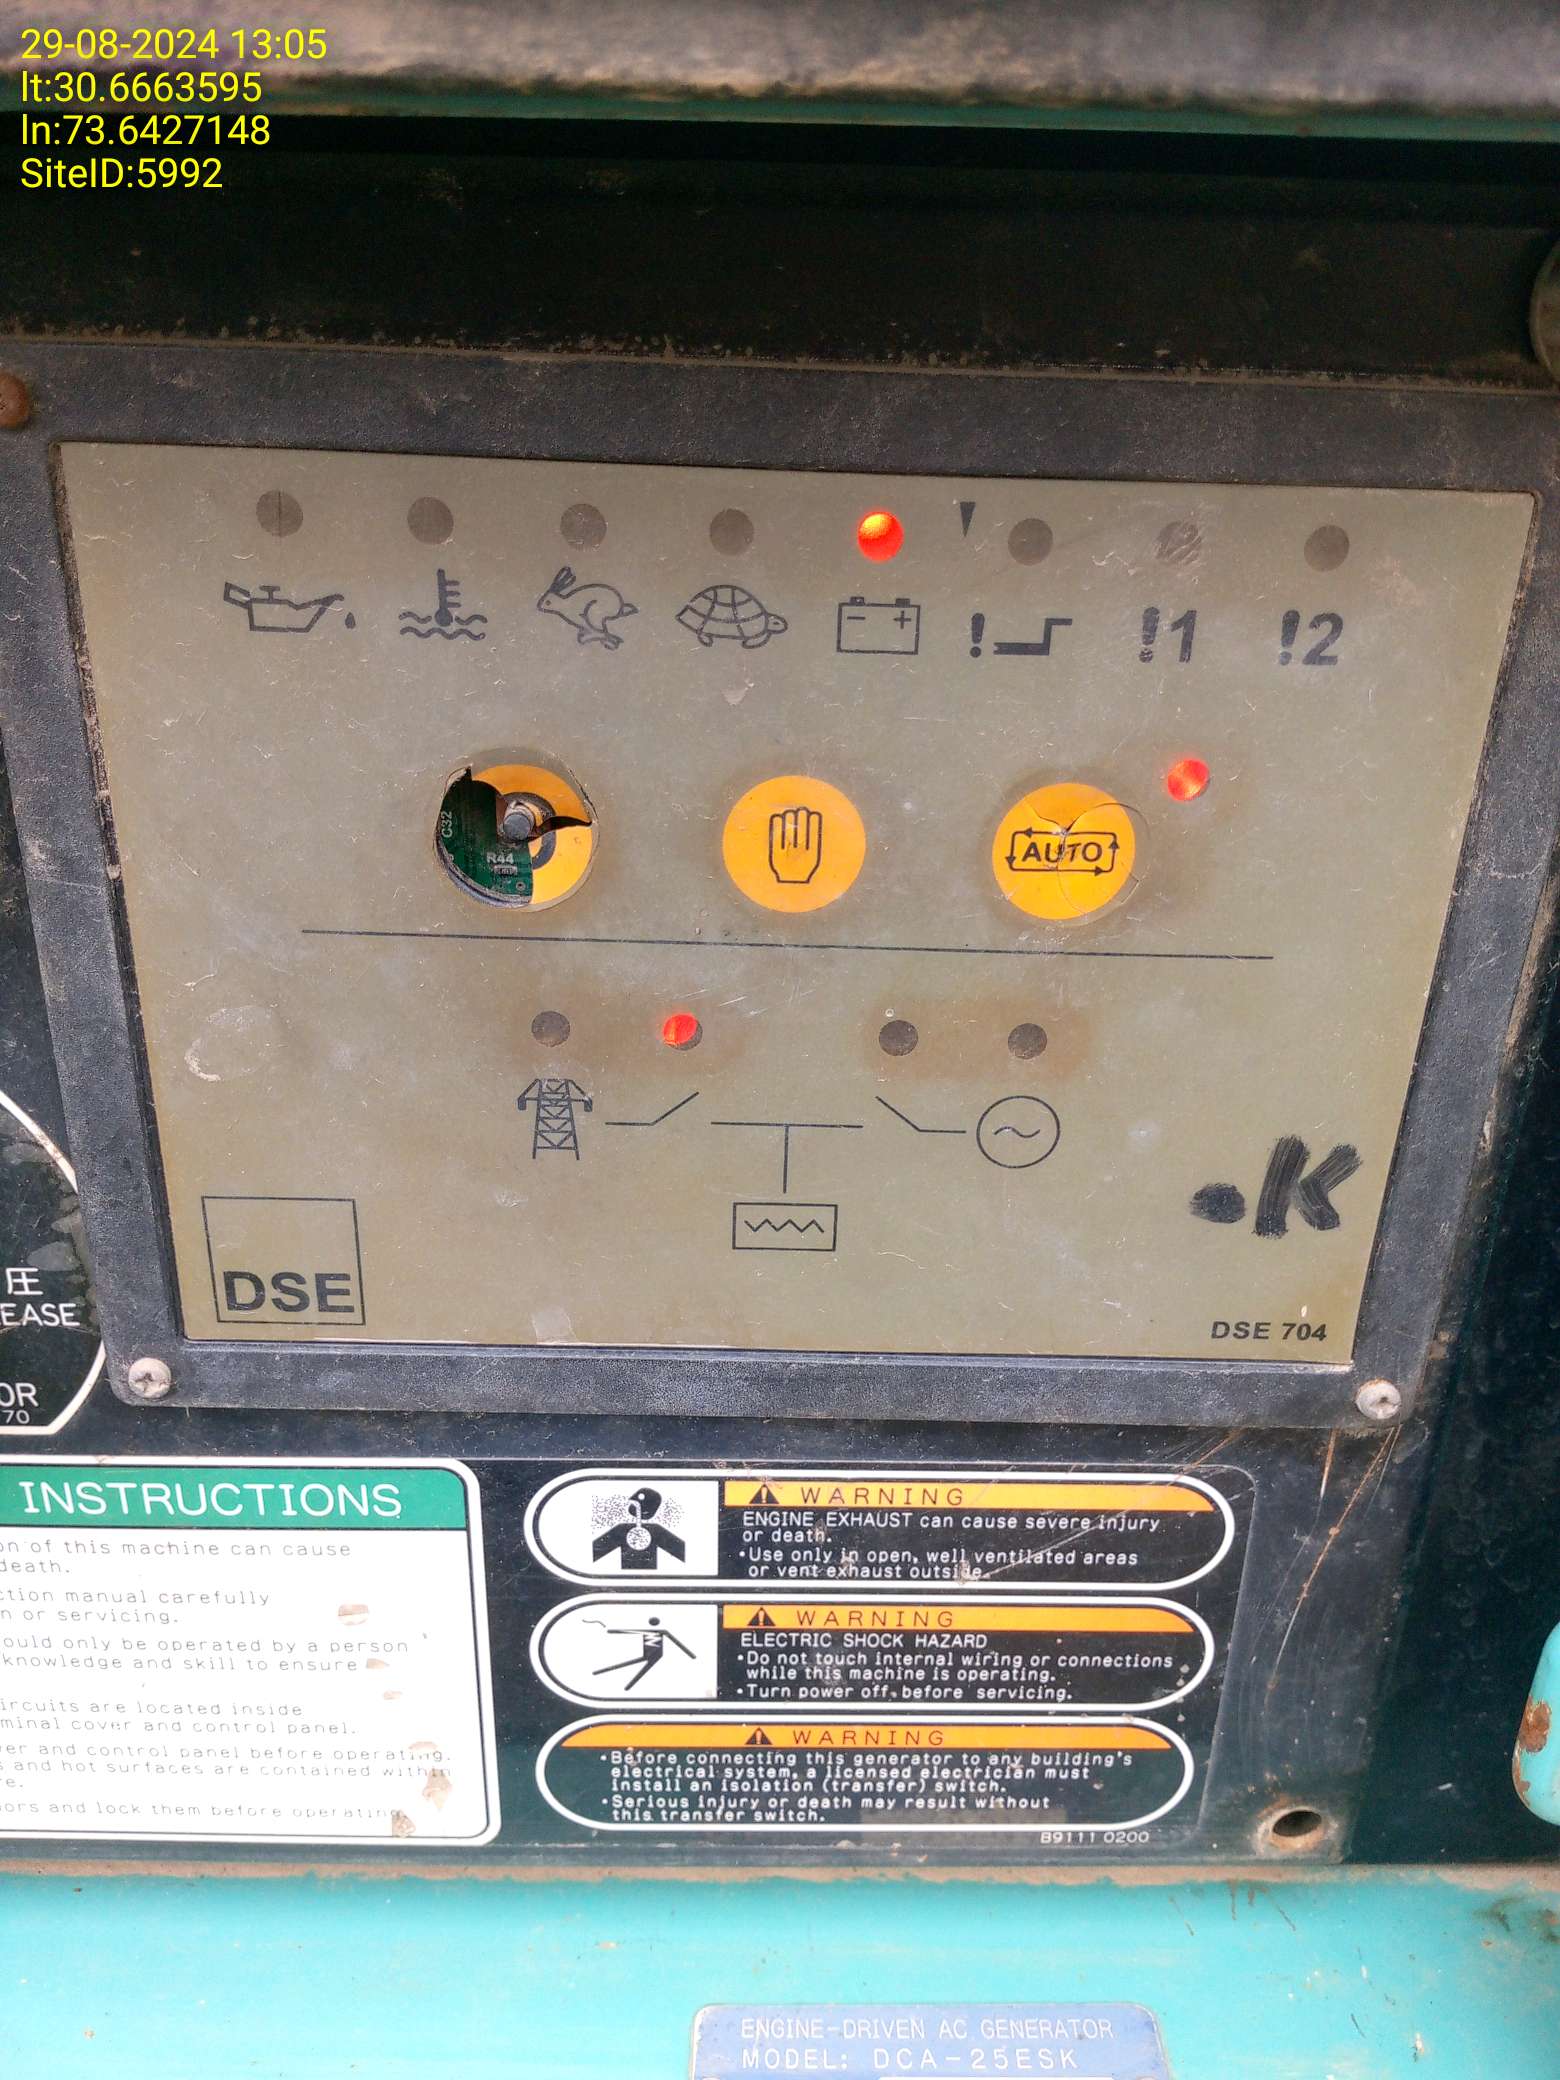 29-08-2024 13:05
lt:30.6663595
ln:73.6427148
SiteID:5992
!
!1
!2
C32
R44
AUTO
.K
DSE
DSE 704
圧
EASE
OR
70
INSTRUCTIONS
on of this machine can cause
death.
ction manual carefully
n or servicing.
ould only be operated by a person
knowledge and skill to ensure
ircuits are located inside
minal cover and control panel.
ver and control panel before operating.
s and hot surfaces are contained within
re.
oors and lock them before operating.
WARNING
ENGINE EXHAUST can cause severe injury
or death.
•Use only in open, well ventilated areas
or vent exhaust outside.
WARNING
ELECTRIC SHOCK HAZARD
•Do not touch internal wiring or connections
while this machine is operating.
•Turn power off, before servicing.
WARNING
•Before connecting this generator to any building's
electrical system, a licensed electrician must
install an isolation (transfer) switch.
•Serious injury or death may result without
this transfer switch.
B9111 0200
ENGINE-DRIVEN AC GENERATOR
MODEL: DCA-25ESK